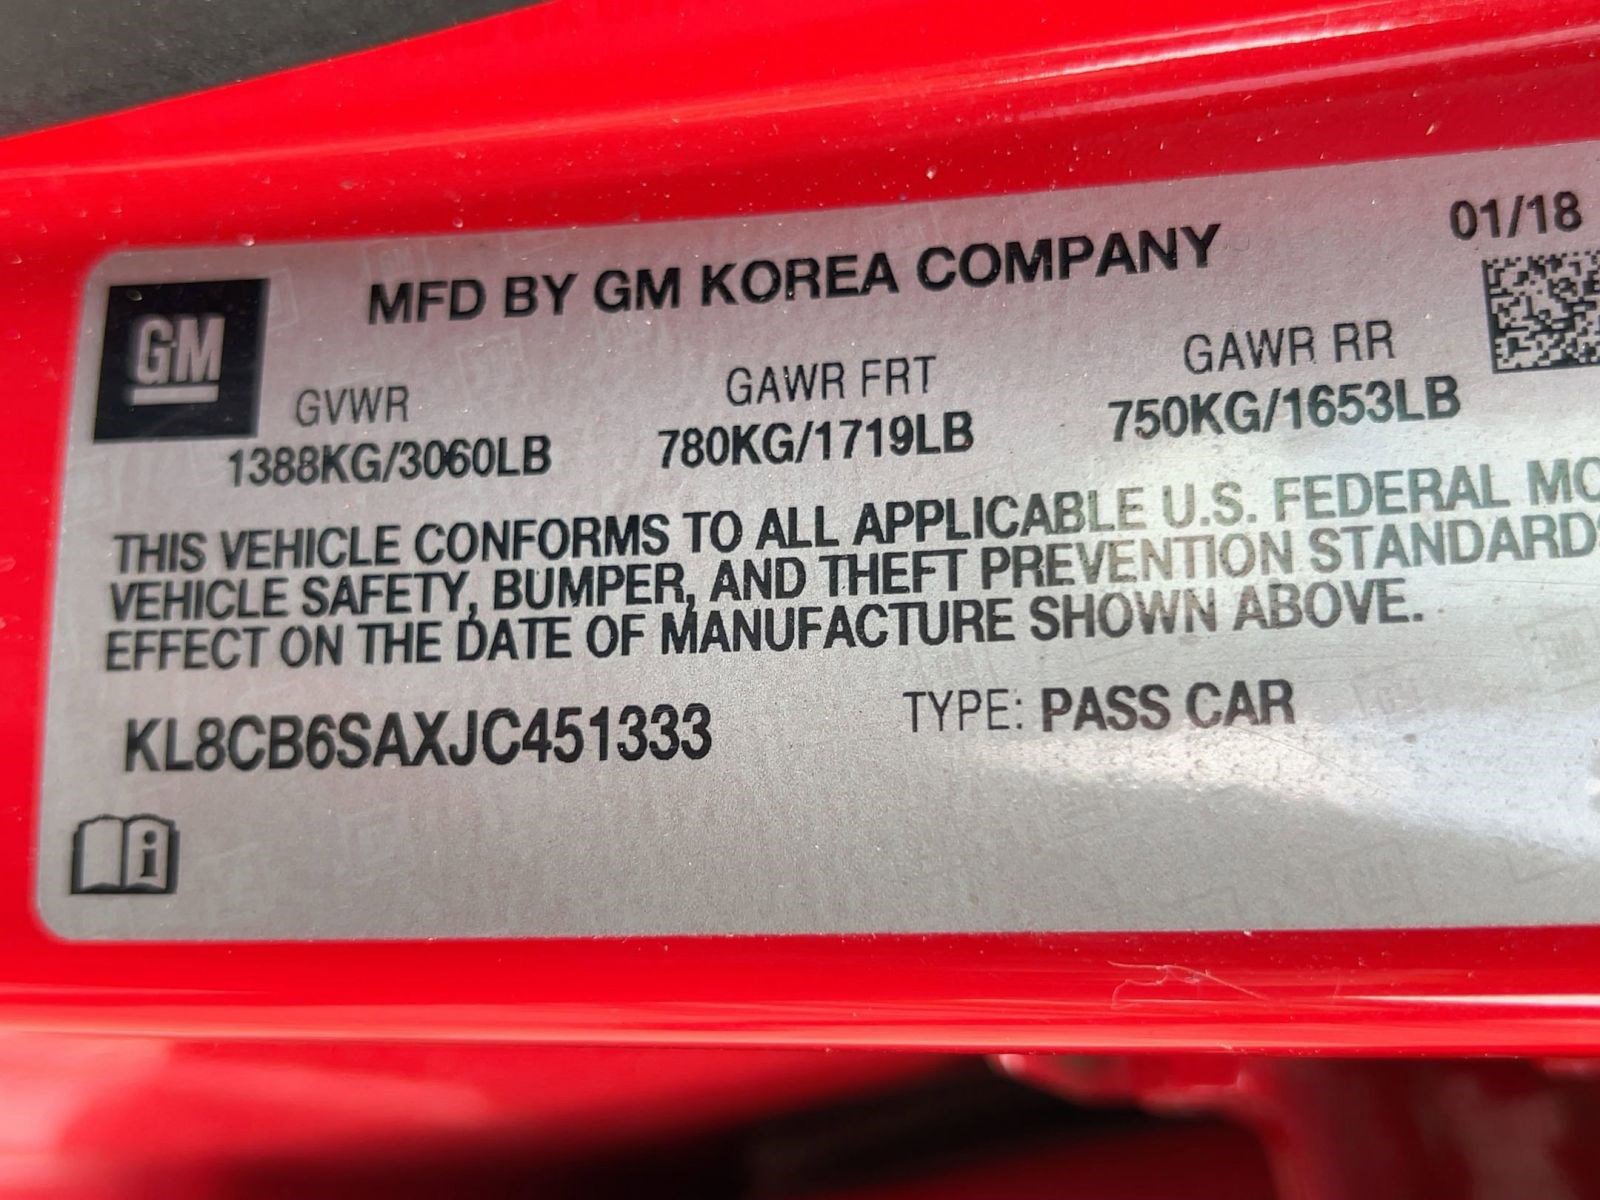 MFD BY GM KOREA COMPANY
01/18
GM
GVWR
GAWR FRT
GAWR RR
1388KG/3060LB
780KG/1719LB
750KG/1653LB
THIS VEHICLE CONFORMS TO ALL APPLICABLE U.S. FEDERAL MO
VEHICLE SAFETY, BUMPER, AND THEFT PREVENTION STANDARDS
EFFECT ON THE DATE OF MANUFACTURE SHOWN ABOVE.
KL8CB6SAXJC451333
TYPE: PASS CAR
i